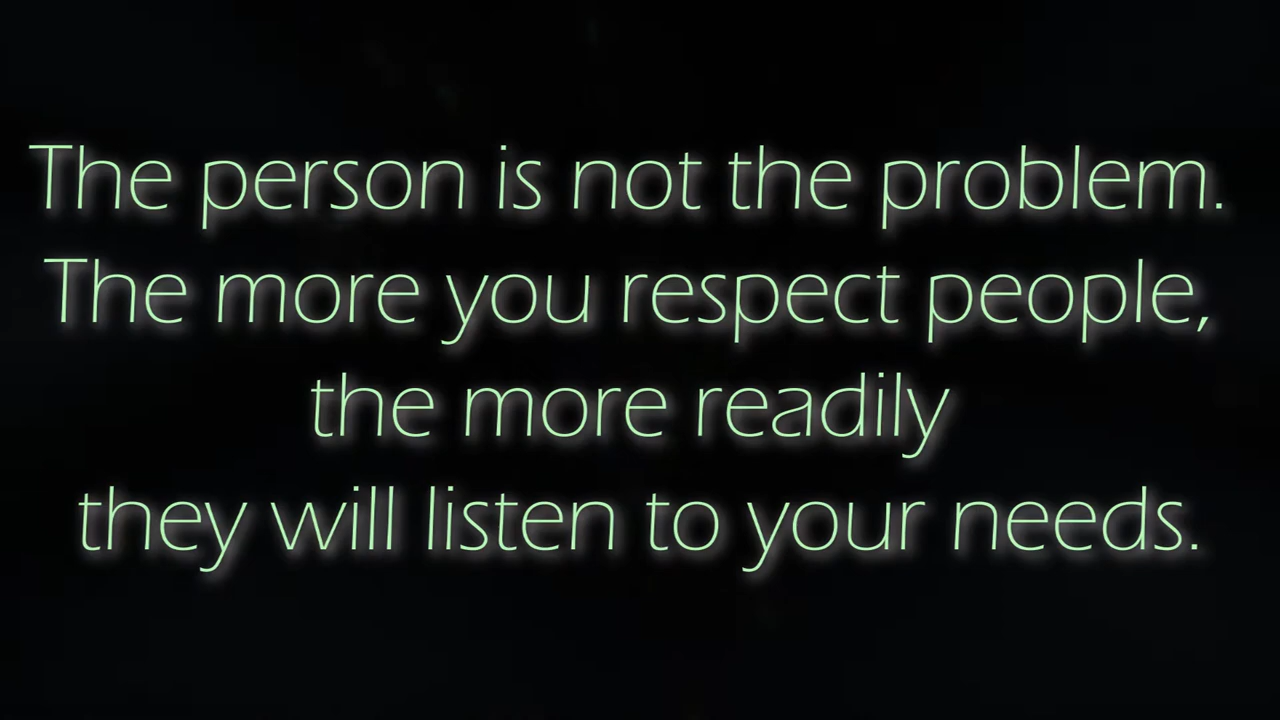 The person is not the problem.
The more you respect people,
the more readily
they will listen to your needs.